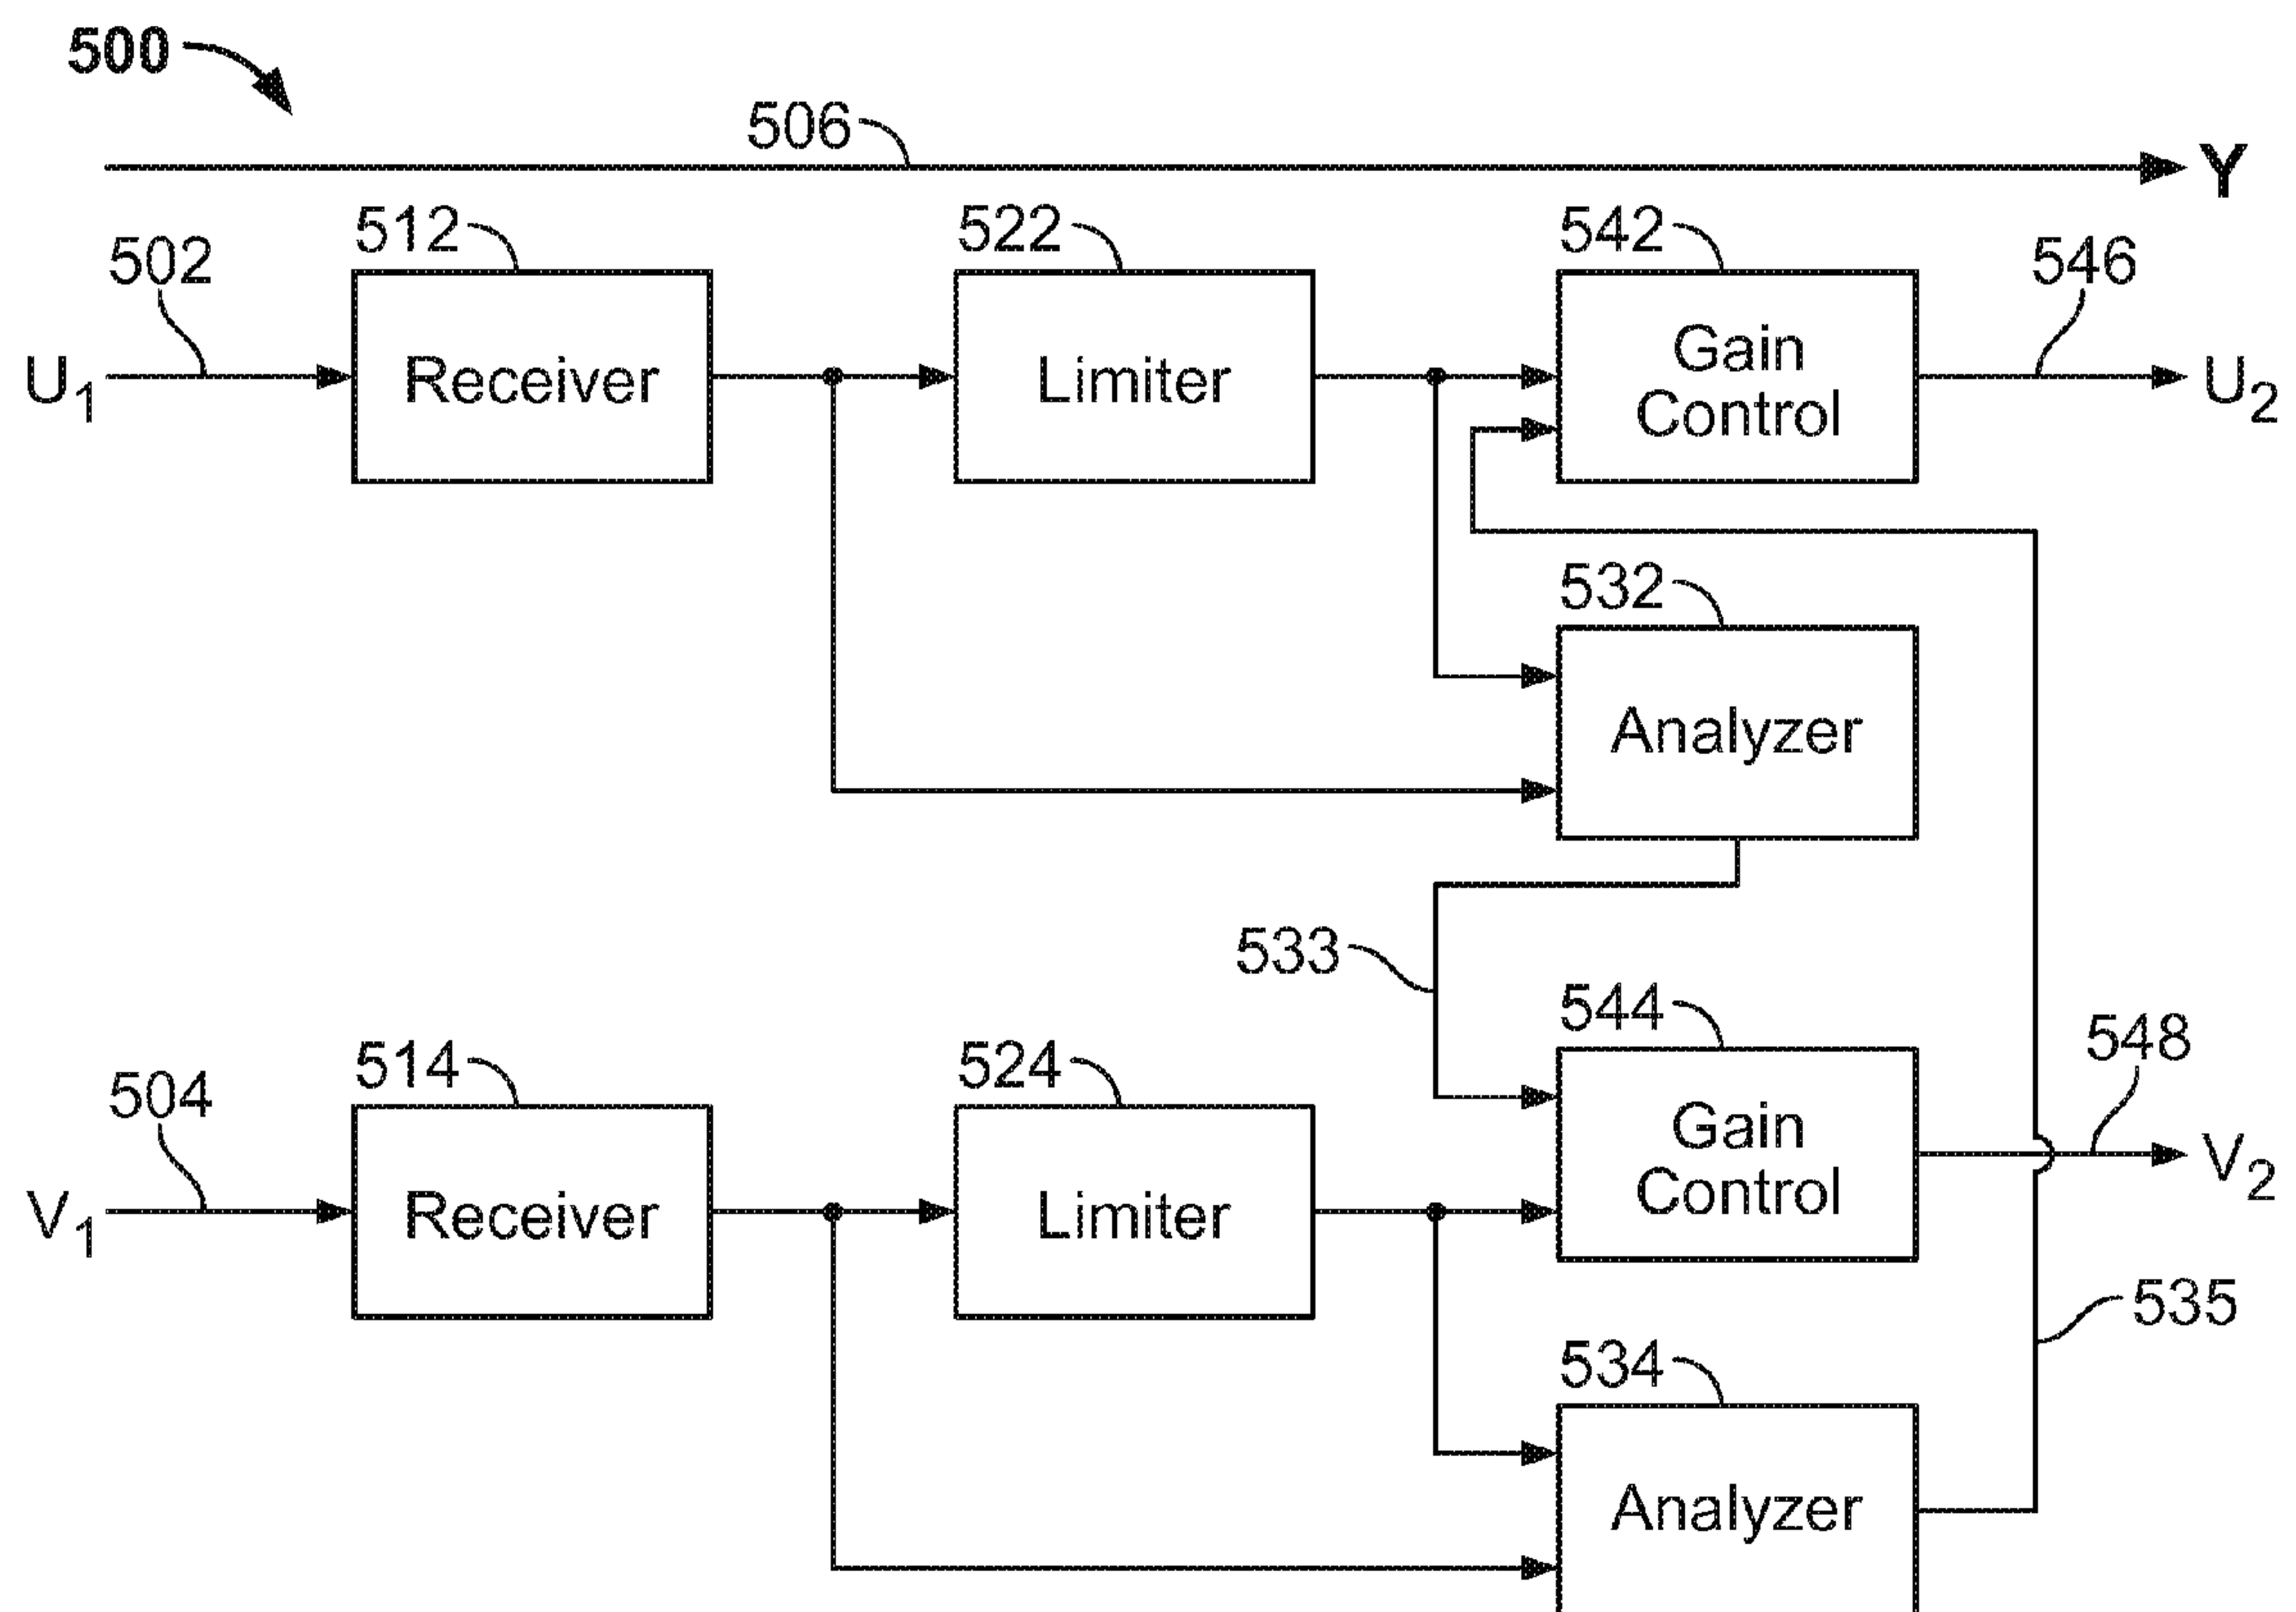 500
506
Y
512
522
542
502
546
U1
Receiver
Limiter
Gain
Control
U2
532
Analyzer
533
544
548
514
524
504
Gain
Control
V2
V1
Receiver
Limiter
535
534
Analyzer